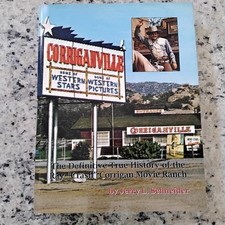 CORRIGANVILLE
HOME OF
WESTERN
STARS
HOME OF
WESTERN
PICTURES
CORRIGANVILLE
The Definitive True History of the
Ray "Crash" Corrigan Movie Ranch
by Jerry L. Schneider